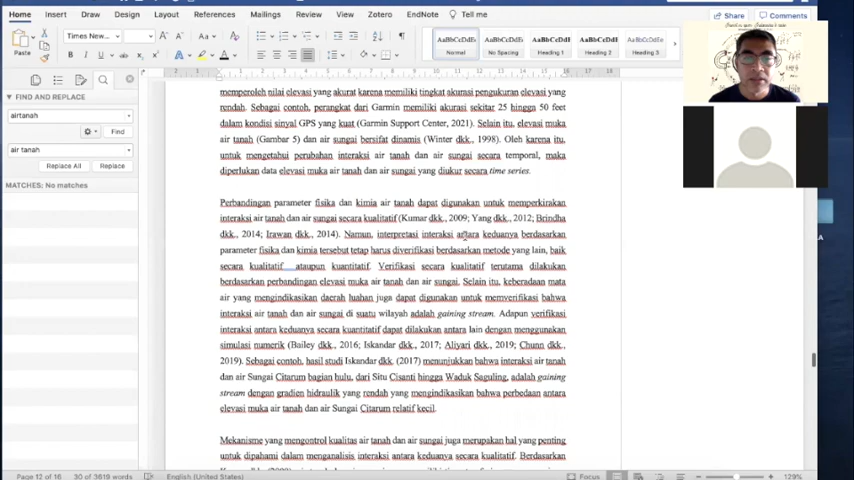 Home Insert Draw Design Layout References Mailings Review View Zotero EndNote Tell me Share Comments
Times New...
Paste
B I U
AaBbCcDdEe AaBbCcDdEe AaBbCcDc AaBbCcDdEe AaBbCcDdEe
Normal No Spacing Heading 1 Heading 2 Heading 3
FIND AND REPLACE
airtanah
Find
air tanah
Replace All Replace
MATCHES: No matches
memperoleh nilai elevasi yang akurat karena memiliki tingkat akurasi pengukuran elevasi yang
rendah. Sebagai contoh, perangkat dari Garmin memiliki akurasi sekitar 25 hingga 50 feet
dalam kondisi sinyal GPS yang kuat (Garmin Support Center, 2021). Selain itu, elevasi muka
air tanah (Gambar 5) dan air sungai bersifat dinamis (Winter dkk., 1998). Oleh karena itu,
untuk mengetahui perubahan interaksi air tanah dan air sungai secara temporal, maka
diperlukan data elevasi muka air tanah dan air sungai yang diukur secara time series.
Perbandingan parameter fisika dan kimia air tanah dapat digunakan untuk memperkirakan
interaksi air tanah dan air sungai secara kualitatif (Kumar dkk., 2009; Yang dkk., 2012; Brindha
dkk., 2014; Irawan dkk., 2014). Namun, interpretasi interaksi antara keduanya berdasarkan
parameter fisika dan kimia tersebut tetap harus diverifikasi berdasarkan metode yang lain, baik
secara kualitatif ataupun kuantitatif. Verifikasi secara kualitatif terutama dilakukan
berdasarkan perbandingan elevasi muka air tanah dan air sungai. Selain itu, keberadaan mata
air yang mengindikasikan daerah luahan juga dapat digunakan untuk memverifikasi bahwa
interaksi air tanah dan air sungai di suatu wilayah adalah gaining stream. Adapun verifikasi
interaksi antara keduanya secara kuantitatif dapat dilakukan antara lain dengan menggunakan
simulasi numerik (Bailey dkk., 2016; Iskandar dkk., 2017; Aliyari dkk., 2019; Chunn dkk.,
2019). Sebagai contoh, hasil studi Iskandar dkk. (2017) menunjukkan bahwa interaksi air tanah
dan air Sungai Citarum bagian hulu, dari Situ Cisanti hingga Waduk Saguling, adalah gaining
stream dengan gradien hidraulik yang rendah yang mengindikasikan bahwa perbedaan antara
elevasi muka air tanah dan air Sungai Citarum relatif kecil.
Mekanisme yang mengontrol kualitas air tanah dan air sungai juga merupakan hal yang penting
untuk dipahami dalam menganalisis interaksi antara keduanya secara kualitatif. Berdasarkan
Page 12 of 16 30 of 3619 words English (United States) Focus 129%